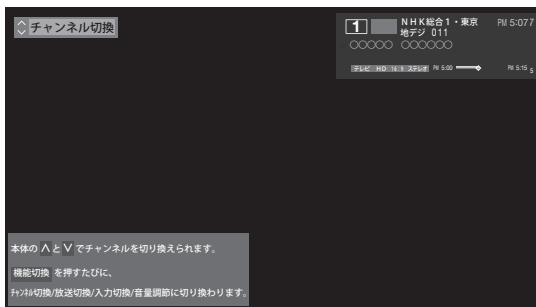 チャンネル切換
1 NHK総合1・東京 PM 5:077
地デジ 011
○○○○○ ○○○○○○
テレビ HD 16:9 ステレオ PM 5:00 PM 5:15 5
本体の ∧ と ∨ でチャンネルを切り換えられます。
機能切換 を押すたびに、
チャンネル切換/放送切換/入力切換/音量調節に切り換わります。